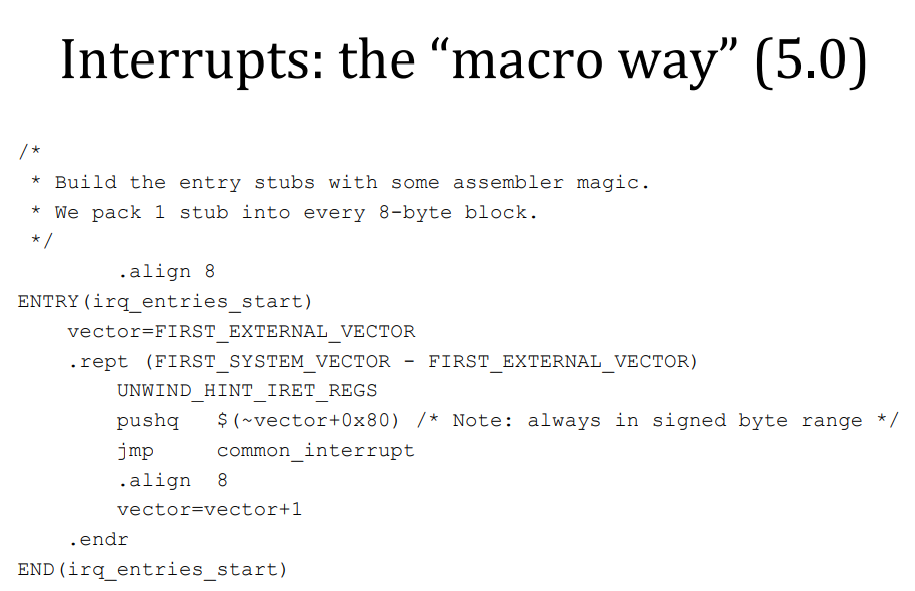 Interrupts: the “macro way” (5.0)
/*
 * Build the entry stubs with some assembler magic.
 * We pack 1 stub into every 8-byte block.
 */
        .align 8
ENTRY(irq_entries_start)
    vector=FIRST_EXTERNAL_VECTOR
    .rept (FIRST_SYSTEM_VECTOR - FIRST_EXTERNAL_VECTOR)
        UNWIND_HINT_IRET_REGS
        pushq   $(~vector+0x80) /* Note: always in signed byte range */
        jmp     common_interrupt
        .align  8
        vector=vector+1
    .endr
END(irq_entries_start)